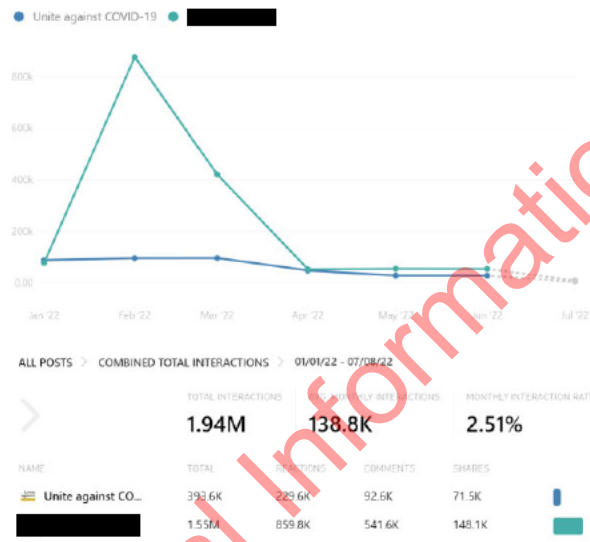 Unite against COVID-19
800k
600k
400k
200k
0.00
Jan '22 Feb '22 Mar '22 Apr '22 May '22 Jun '22 Jul '22
ALL POSTS > COMBINED TOTAL INTERACTIONS > 01/01/22 - 07/08/22
TOTAL INTERACTIONS AVG. MONTHLY INTERACTIONS MONTHLY INTERACTION RATE
1.94M 138.8K 2.51%
NAME TOTAL REACTIONS COMMENTS SHARES
Unite against CO... 393.6K 229.6K 92.6K 71.5K
1.55M 859.8K 541.6K 148.1K